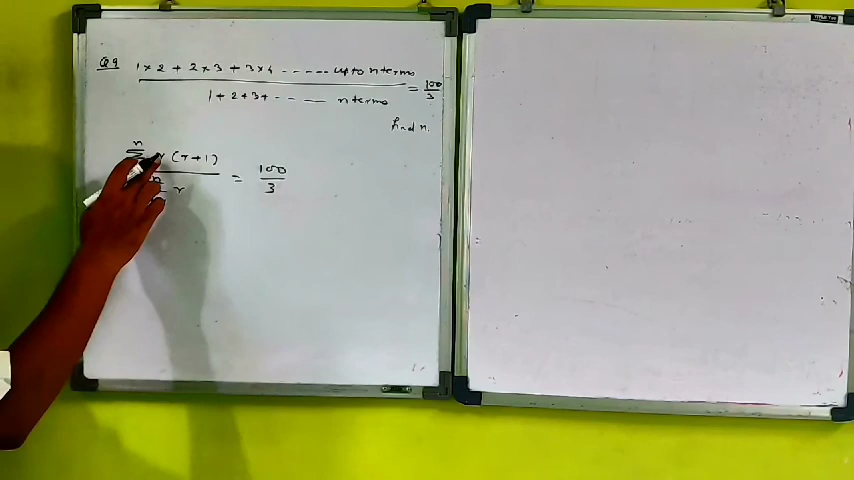 Q9 1×2 + 2×3 + 3×4 ------ upto n terms
= 100/3
1+2+3+ ------ n terms
find n.
n
r (r+1)
= 100/3
r